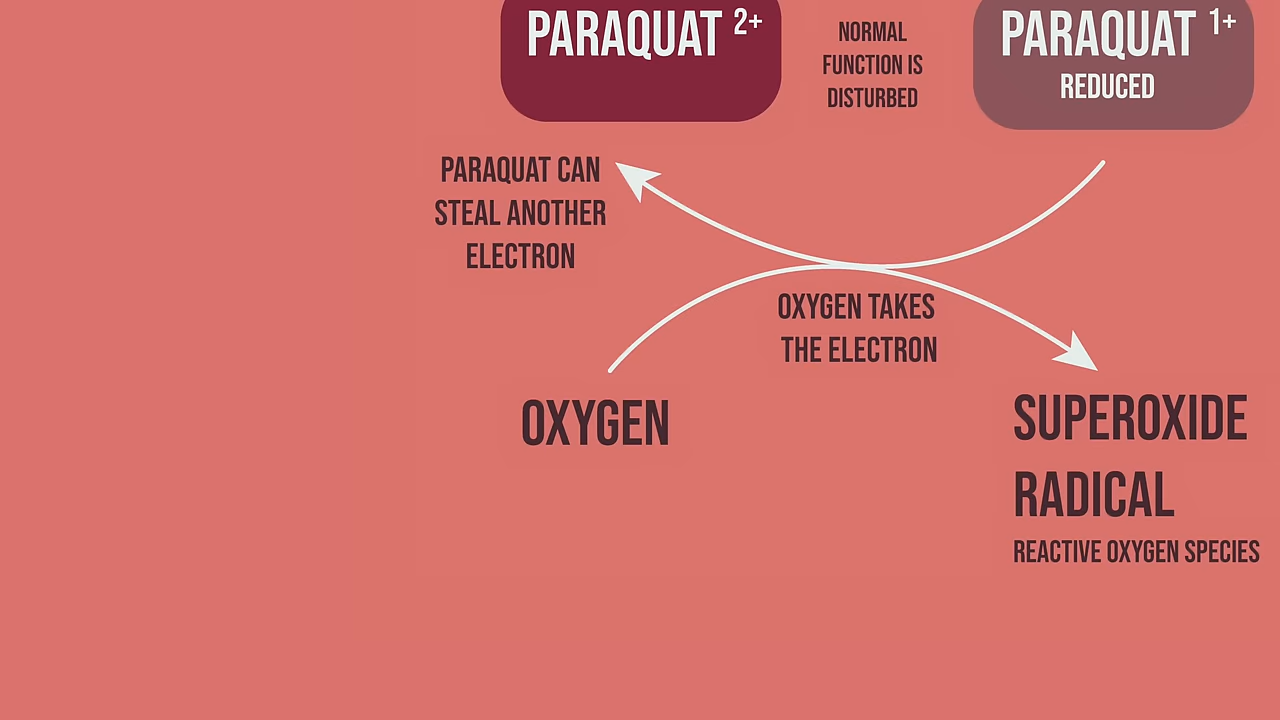 PARAQUAT 2+
NORMAL
FUNCTION IS
DISTURBED
PARAQUAT 1+
REDUCED
PARAQUAT CAN
STEAL ANOTHER
ELECTRON
OXYGEN TAKES
THE ELECTRON
OXYGEN
SUPEROXIDE
RADICAL
REACTIVE OXYGEN SPECIES